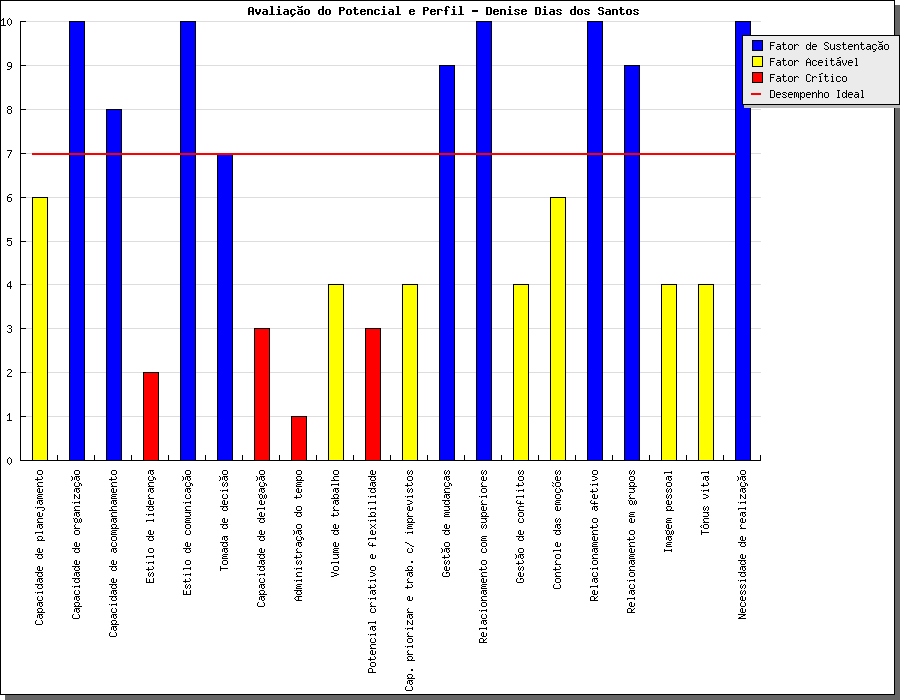 Avaliação do Potencial e Perfil - Denise Dias dos Santos
Fator de Sustentação
Fator Aceitável
Fator Crítico
Desempenho Ideal
10
9
8
7
6
5
4
3
2
1
0
Capacidade de planejamento
Capacidade de organização
Capacidade de acompanhamento
Estilo de liderança
Estilo de comunicação
Tomada de decisão
Capacidade de delegação
Administração do tempo
Volume de trabalho
Potencial criativo e flexibilidade
Cap. priorizar e trab. c/ imprevistos
Gestão de mudanças
Relacionamento com superiores
Gestão de conflitos
Controle das emoções
Relacionamento afetivo
Relacionamento em grupos
Imagem pessoal
Tônus vital
Necessidade de realização